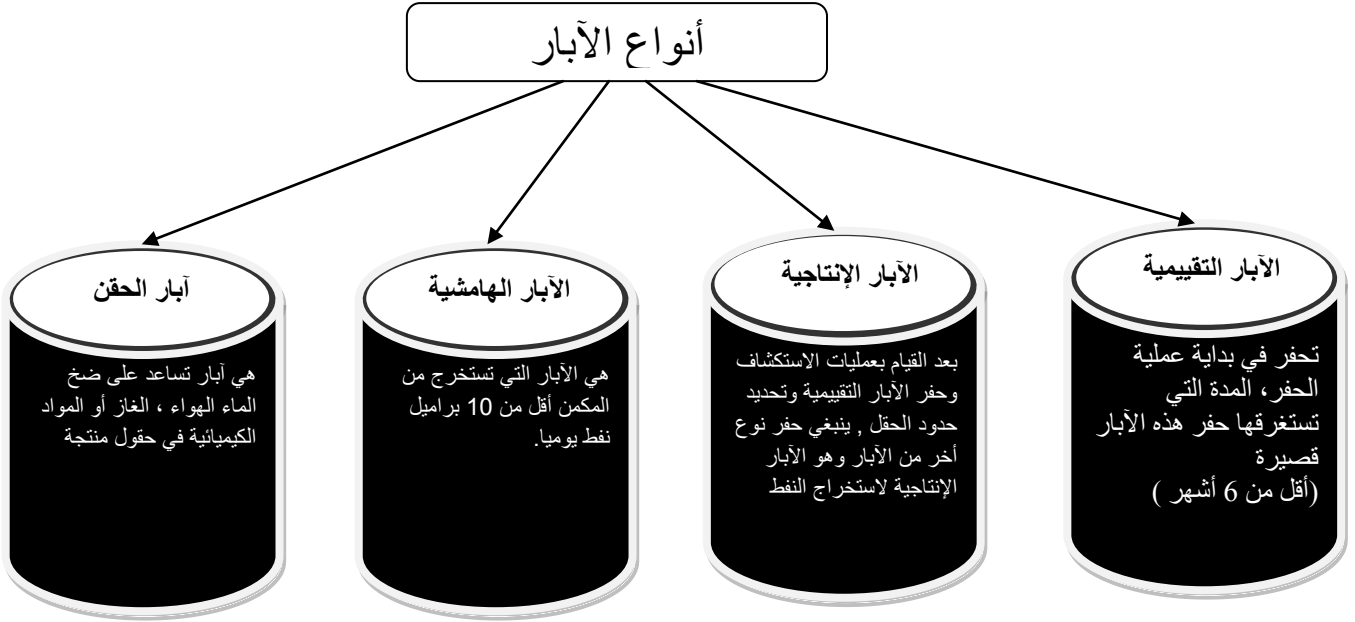 أنواع الآبار
الآبار التقييمية
تحفر في بداية عملية
الحفر، المدة التي
تستغرقها حفر هذه الآبار
قصيرة
(أقل من 6 أشهر )
الآبار الإنتاجية
بعد القيام بعمليات الاستكشاف
وحفر الآبار التقييمية وتحديد
حدود الحقل , ينبغي حفر نوع
أخر من الآبار وهو الآبار
الإنتاجية لاستخراج النفط
الآبار الهامشية
هي الآبار التي تستخرج من
المكمن أقل من 10 براميل
نفط يوميا.
آبار الحقن
هي آبار تساعد على ضخ
الماء الهواء ، الغاز أو المواد
الكيميائية في حقول منتجة